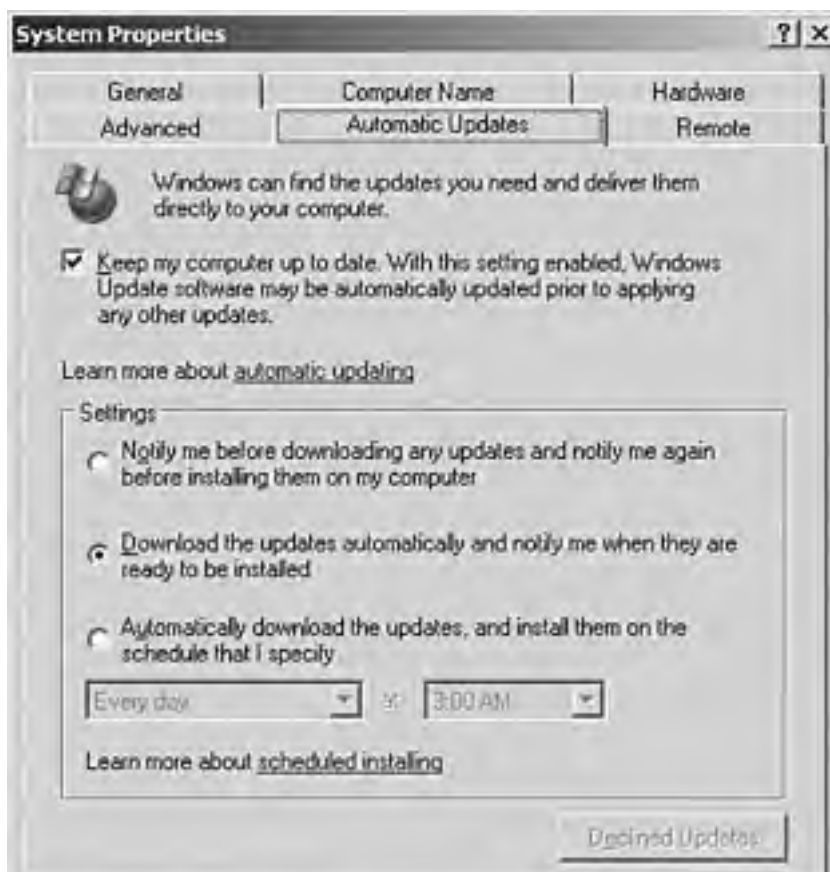 System Properties
General
Computer Name
Hardware
Advanced
Automatic Updates
Remote
Windows can find the updates you need and deliver them
directly to your computer.
Keep my computer up to date. With this setting enabled, Windows
Update software may be automatically updated prior to applying
any other updates.
Learn more about automatic updating
Settings
Notify me before downloading any updates and notify me again
before installing them on my computer
Download the updates automatically and notify me when they are
ready to be installed
Automatically download the updates, and install them on the
schedule that I specify
Every day 3:00 AM
Learn more about scheduled installing
Declined Updates